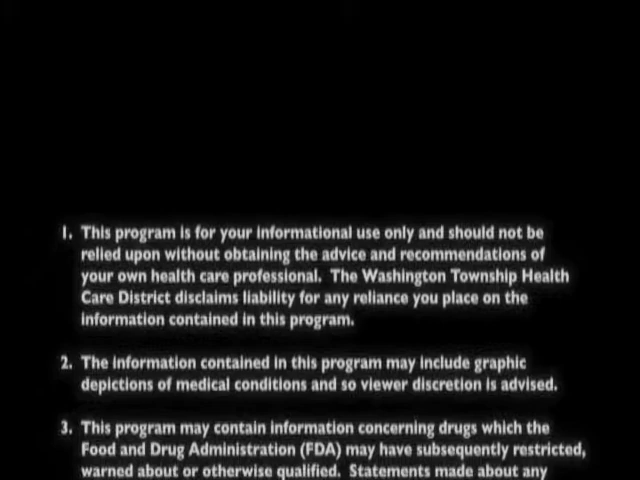 1. This program is for your informational use only and should not be
relied upon without obtaining the advice and recommendations of
your own health care professional. The Washington Township Health
Care District disclaims liability for any reliance you place on the
information contained in this program.
2. The information contained in this program may include graphic
depictions of medical conditions and so viewer discretion is advised.
3. This program may contain information concerning drugs which the
Food and Drug Administration (FDA) may have subsequently restricted,
warned about or otherwise qualified. Statements made about any